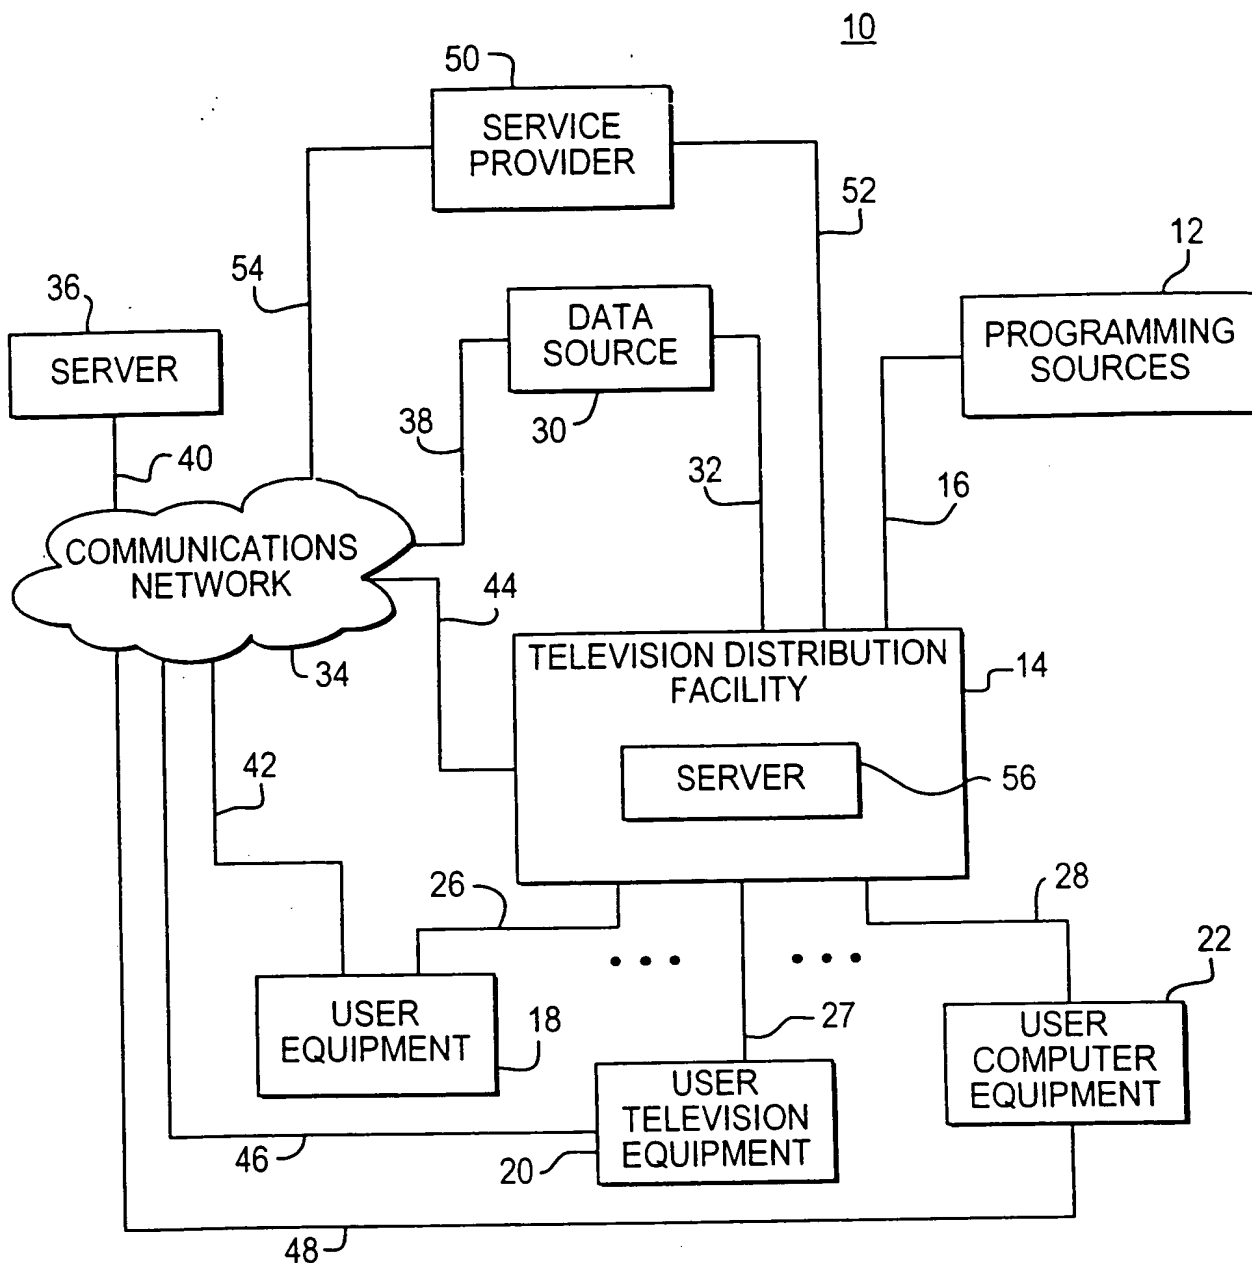 10
50
SERVICE
PROVIDER
52
12
54
36
DATA
SOURCE
PROGRAMMING
SOURCES
SERVER
38
30
40
32
16
COMMUNICATIONS
NETWORK
44
34
TELEVISION DISTRIBUTION
FACILITY
14
42
SERVER
56
26
28
22
USER
EQUIPMENT
18
27
USER
COMPUTER
EQUIPMENT
USER
TELEVISION
EQUIPMENT
46
20
48